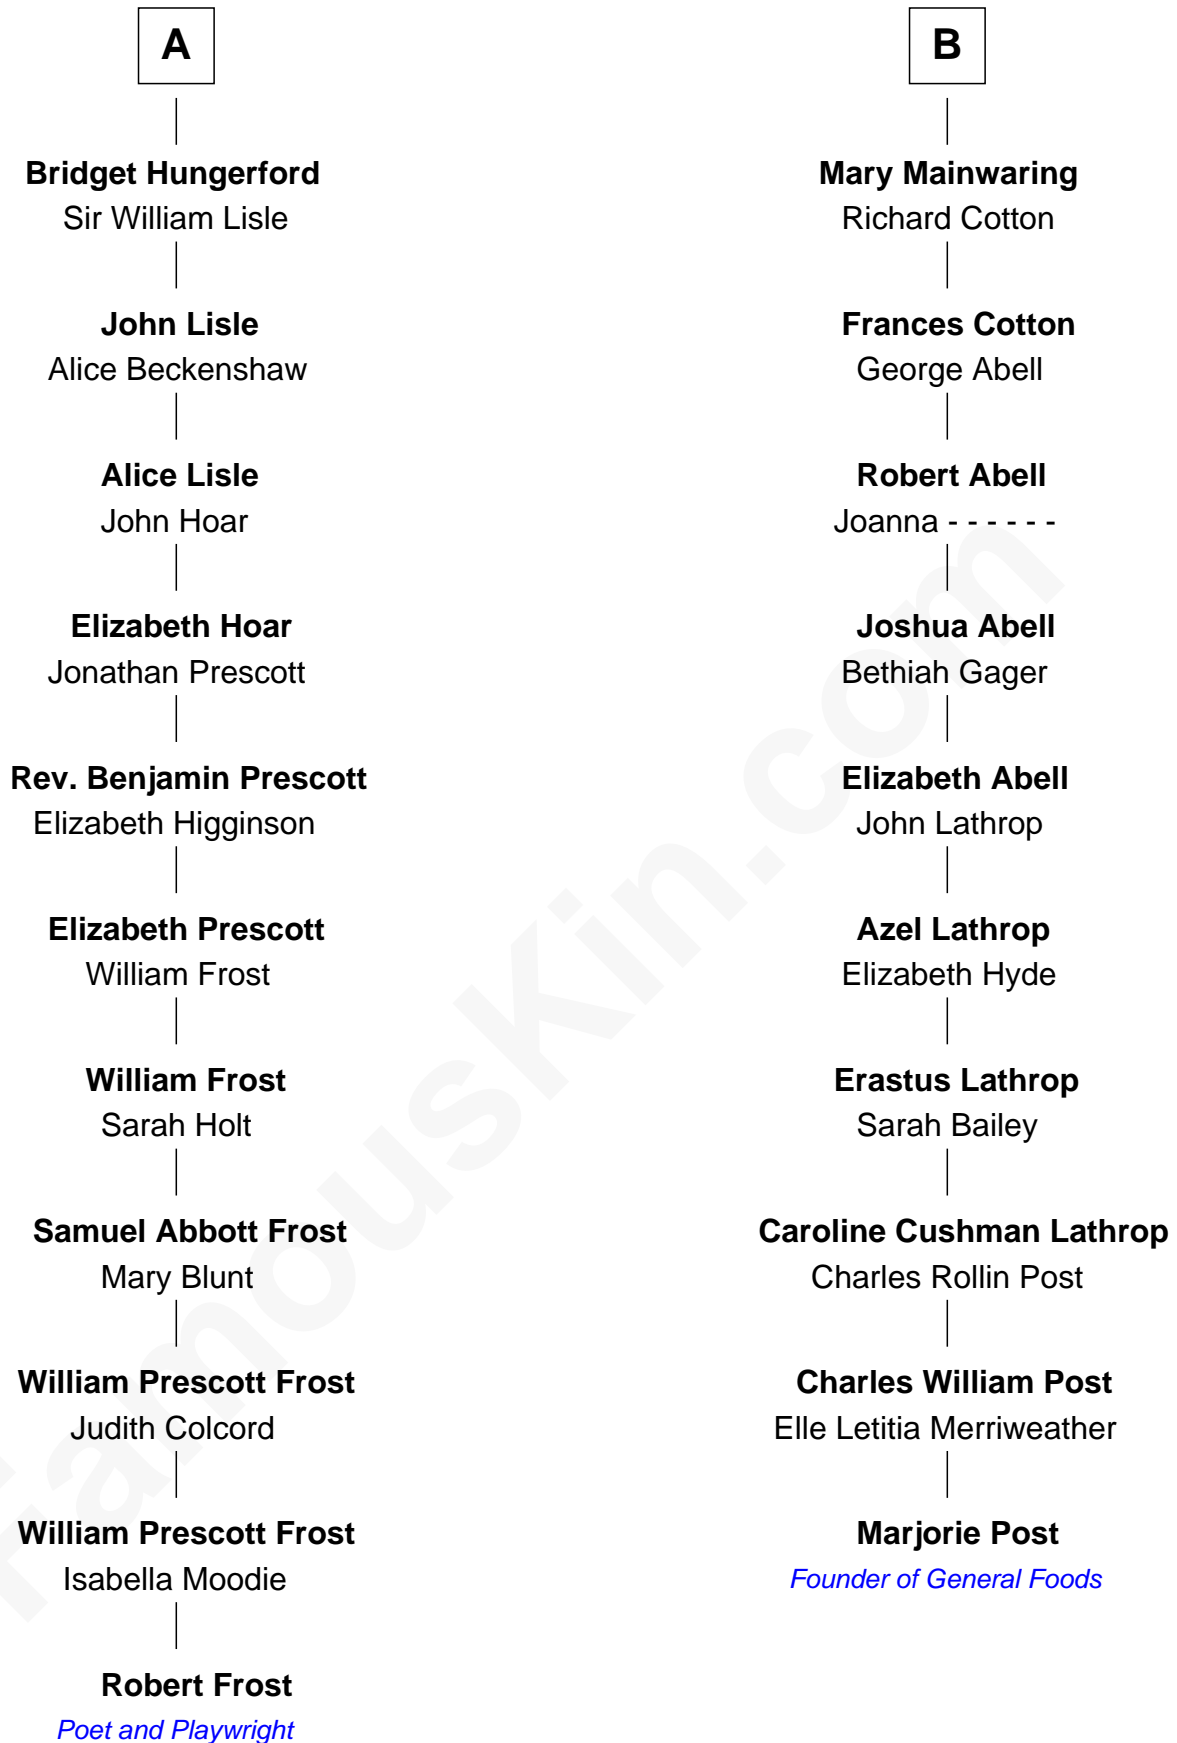 A
Bridget Hungerford
Sir William Lisle
John Lisle
Alice Beckenshaw
Alice Lisle
John Hoar
Elizabeth Hoar
Jonathan Prescott
Rev. Benjamin Prescott
Elizabeth Higginson
Elizabeth Prescott
William Frost
William Frost
Sarah Holt
Samuel Abbott Frost
Mary Blunt
William Prescott Frost
Judith Colcord
William Prescott Frost
Isabella Moodie
Robert Frost
Poet and Playwright
B
Mary Mainwaring
Richard Cotton
Frances Cotton
George Abell
Robert Abell
Joanna - - - - - -
Joshua Abell
Bethiah Gager
Elizabeth Abell
John Lathrop
Azel Lathrop
Elizabeth Hyde
Erastus Lathrop
Sarah Bailey
Caroline Cushman Lathrop
Charles Rollin Post
Charles William Post
Elle Letitia Merriweather
Marjorie Post
Founder of General Foods
FamousKin.com